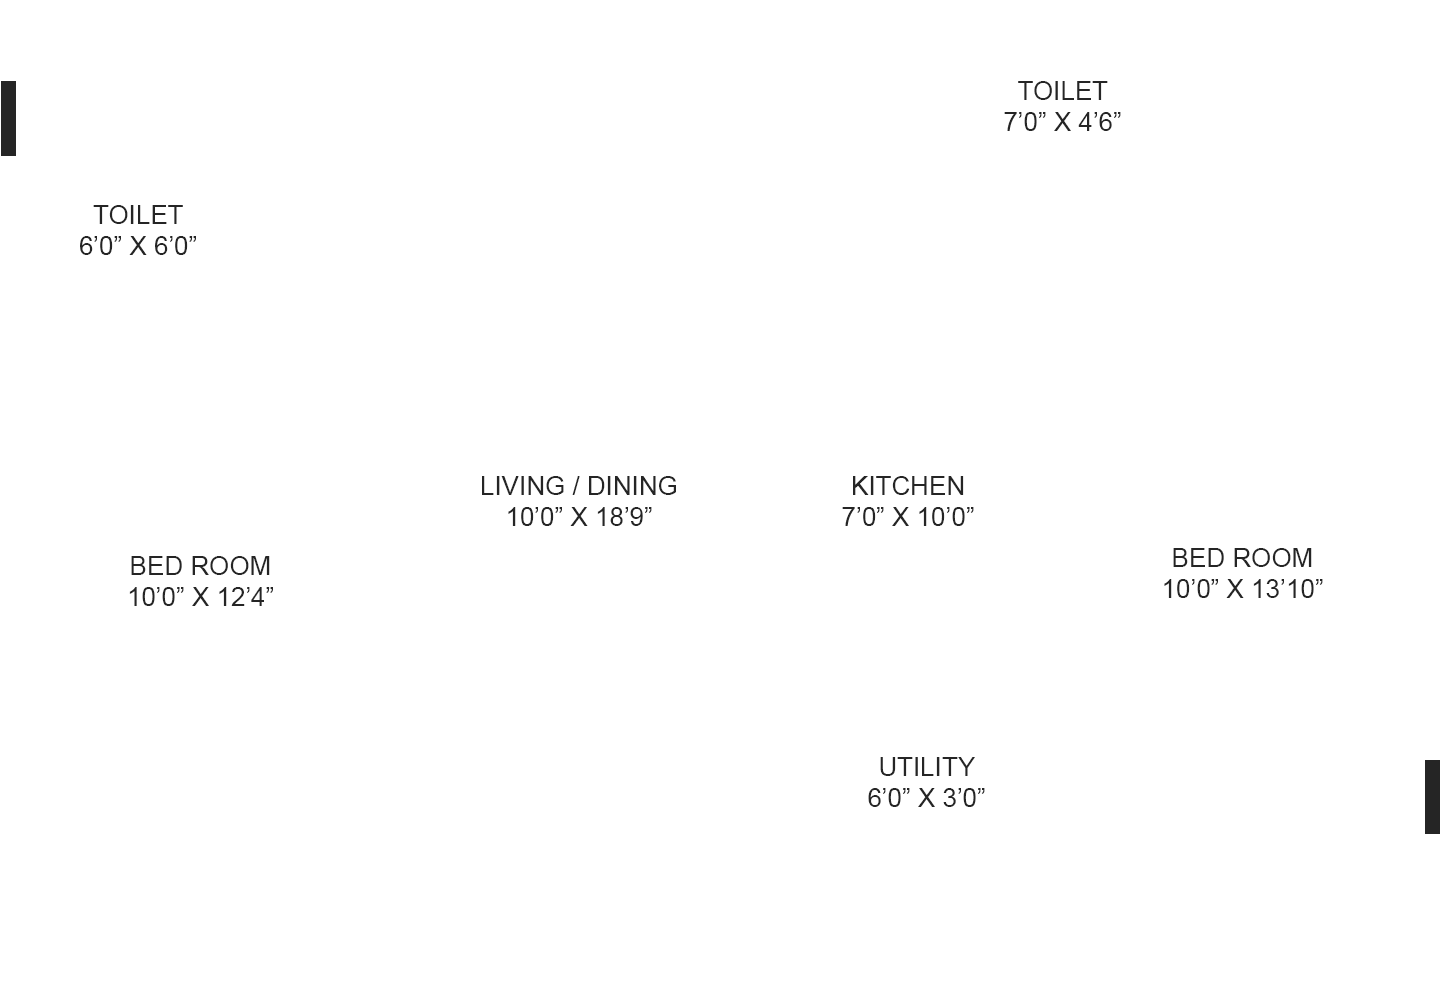 TOILET
7’0” X 4’6”
TOILET
6’0” X 6’0”
LIVING / DINING
10’0” X 18’9”
KITCHEN
7’0” X 10’0”
BED ROOM
10’0” X 12’4”
BED ROOM
10’0” X 13’10”
UTILITY
6’0” X 3’0”